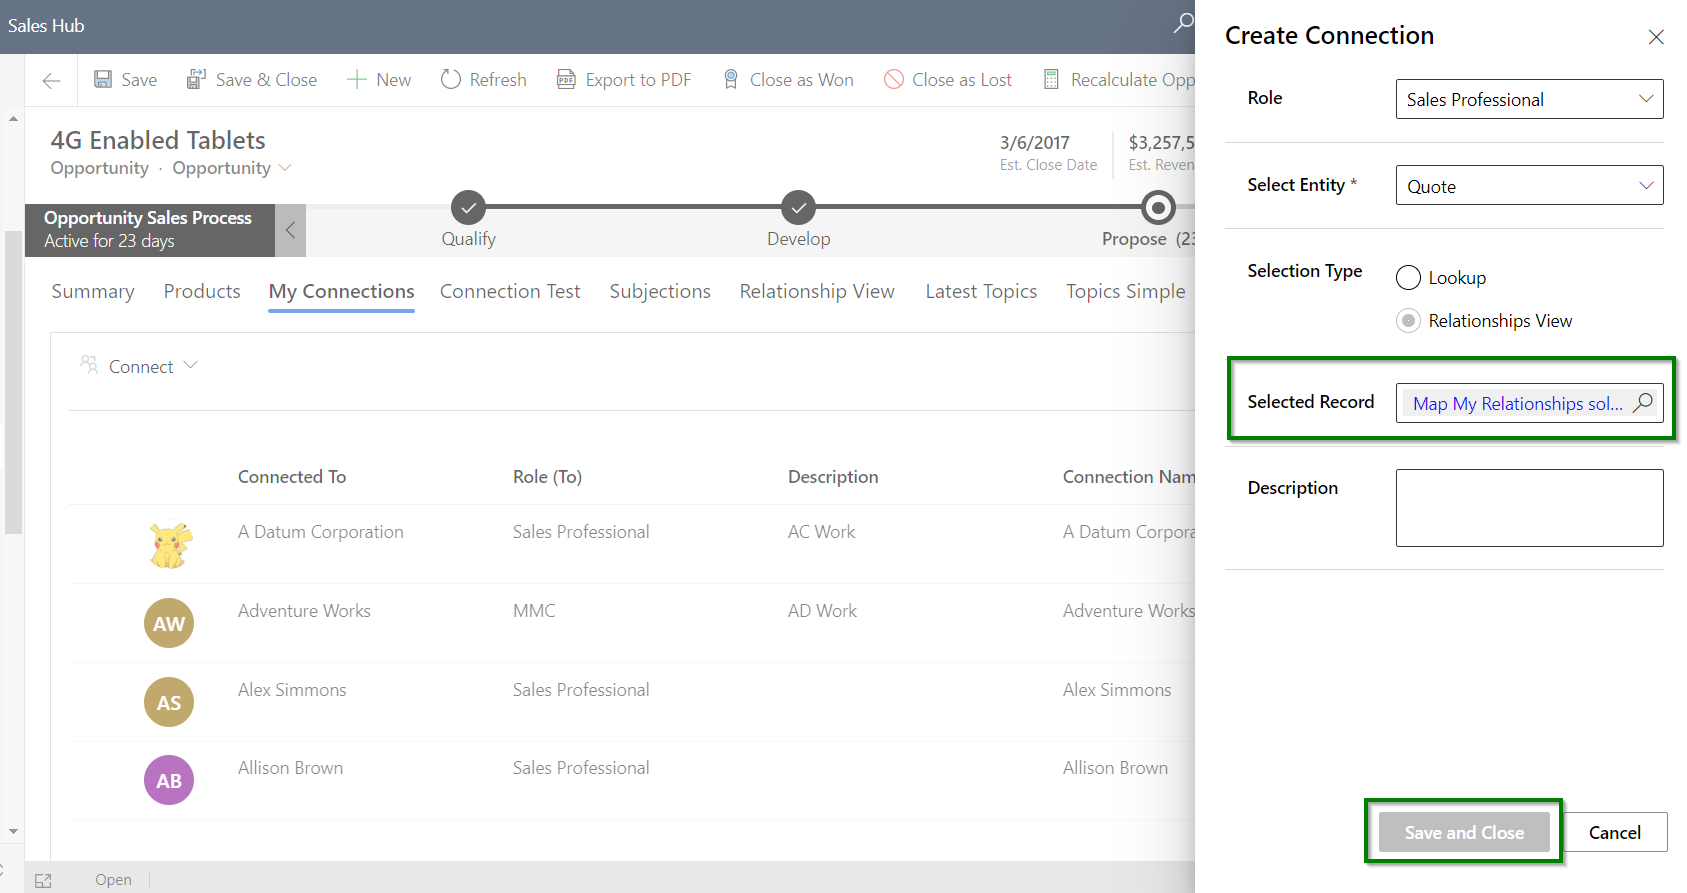 Sales Hub
Save
Save & Close
New
Refresh
Export to PDF
Close as Won
Close as Lost
Recalculate Opp
4G Enabled Tablets
Opportunity · Opportunity
3/6/2017
Est. Close Date
$3,257,5
Est. Reven
Opportunity Sales Process
Active for 23 days
Qualify
Develop
Propose (23
Summary
Products
My Connections
Connection Test
Subjections
Relationship View
Latest Topics
Topics Simple
Connect
Connected To
Role (To)
Description
Connection Nam
A Datum Corporation
Sales Professional
AC Work
A Datum Corpora
AW
Adventure Works
MMC
AD Work
Adventure Works
AS
Alex Simmons
Sales Professional
Alex Simmons
AB
Allison Brown
Sales Professional
Allison Brown
Open
Create Connection
Role
Sales Professional
Select Entity *
Quote
Selection Type
Lookup
Relationships View
Selected Record
Map My Relationships sol...
Description
Save and Close
Cancel